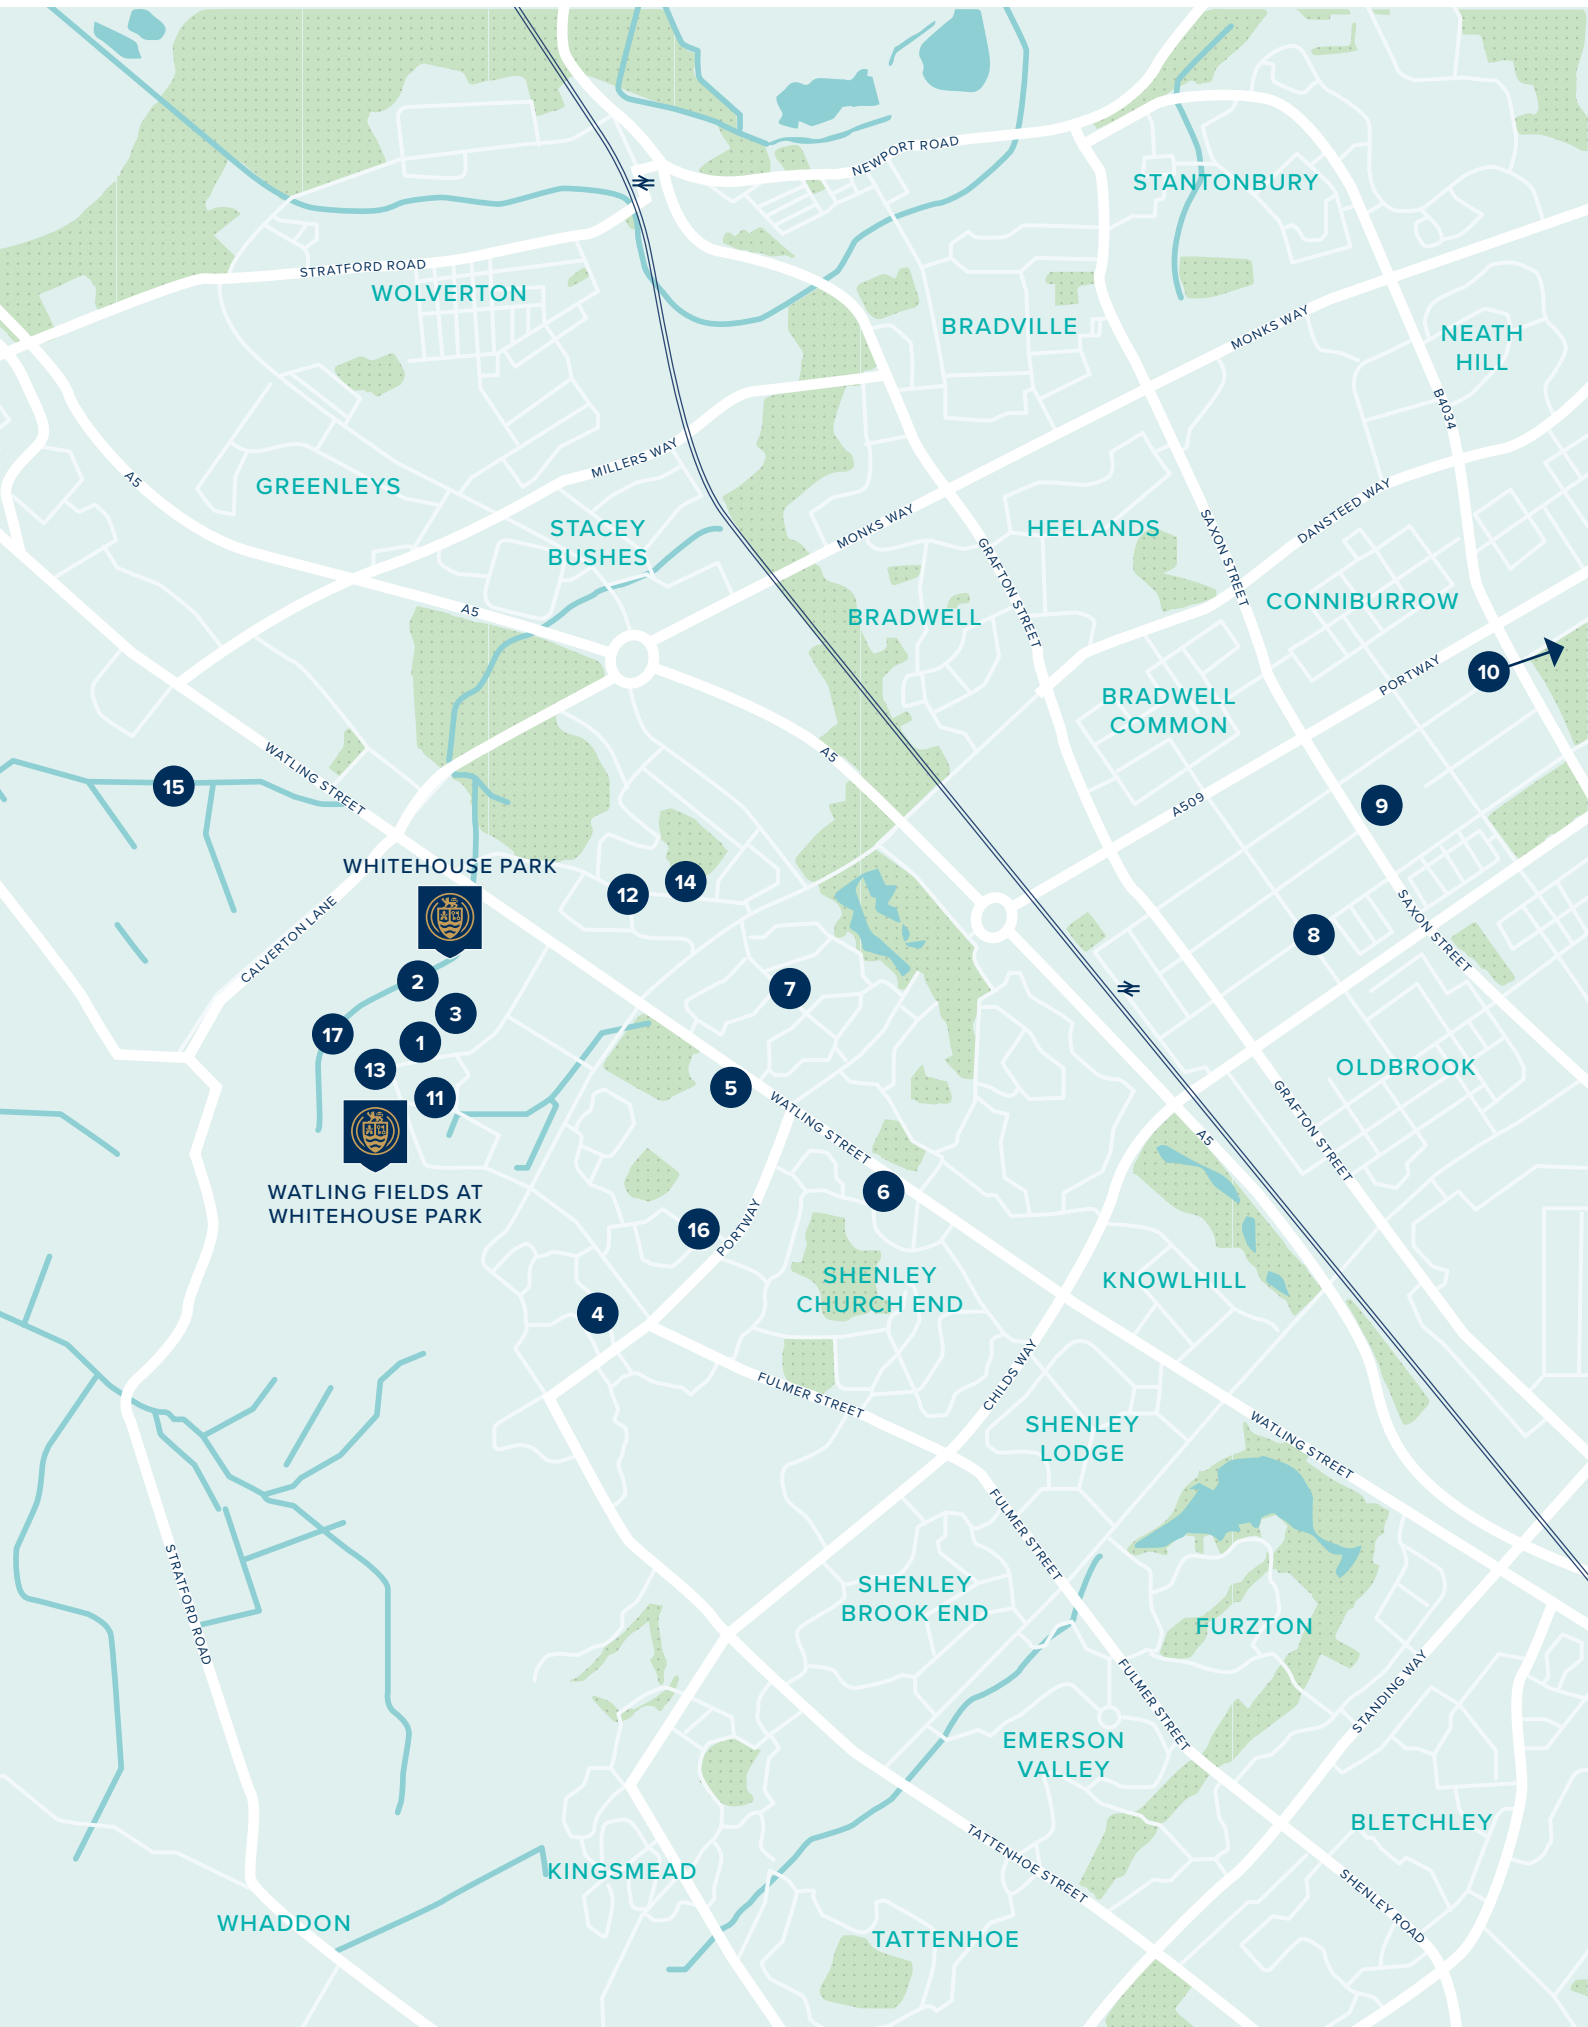 NEWPORT ROAD
STANTONBURY
STRATFORD ROAD
WOLVERTON
MONKS WAY
BRADVILLE
NEATH
HILL
B4034
MILLERS WAY
A5
GREENLEYS
DANSTEED WAY
STACEY
BUSHES
MONKS WAY
HEELANDS
SAXON STREET
GRAFTON STREET
A5
BRADWELL
CONNIBURROW
PORTWAY
10
BRADWELL
COMMON
A5
WATLING STREET
15
A509
9
WHITEHOUSE PARK
12
14
CALVERTON LANE
8
SAXON STREET
2
7
3
17
1
13
OLDBROOK
5
11
WATLING STREET
A5
GRAFTON STREET
WATLING FIELDS AT
WHITEHOUSE PARK
6
16
PORTWAY
SHENLEY
CHURCH END
KNOWLHILL
4
CHILDS WAY
FULMER STREET
SHENLEY
LODGE
WATLING STREET
FULMER STREET
STRATFORD ROAD
SHENLEY
BROOK END
FURZTON
FULMER STREET
STANDING WAY
EMERSON
VALLEY
BLETCHLEY
TATTENHOE STREET
KINGSMEAD
SHENLEY ROAD
WHADDON
TATTENHOE